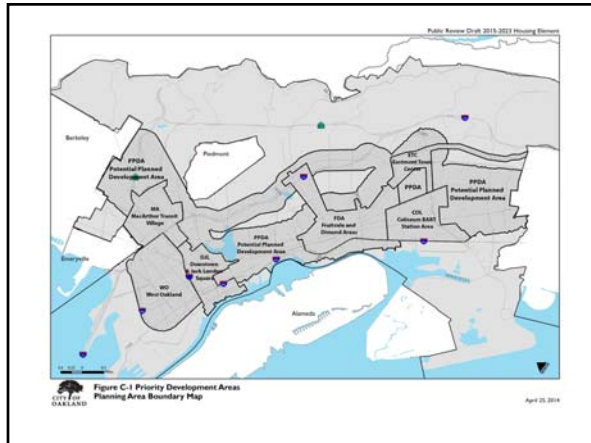 Public Review Draft 2015-2023 Housing Element
Berkeley
Piedmont
PPDA
Potential Planned
Development Area
MA
MacArthur Transit
Village
Emeryville
WO
West Oakland
DJL
Downtown
& Jack London
Square
PPDA
Potential Planned
Development Area
FDA
Fruitvale and
Dimond Areas
ETC
Eastmont Town
Center
PPDA
COL
Coliseum BART
Station Area
PPDA
Potential Planned
Development Area
Alameda
CITY OF
OAKLAND
Figure C-1 Priority Development Areas
Planning Area Boundary Map
April 25, 2014